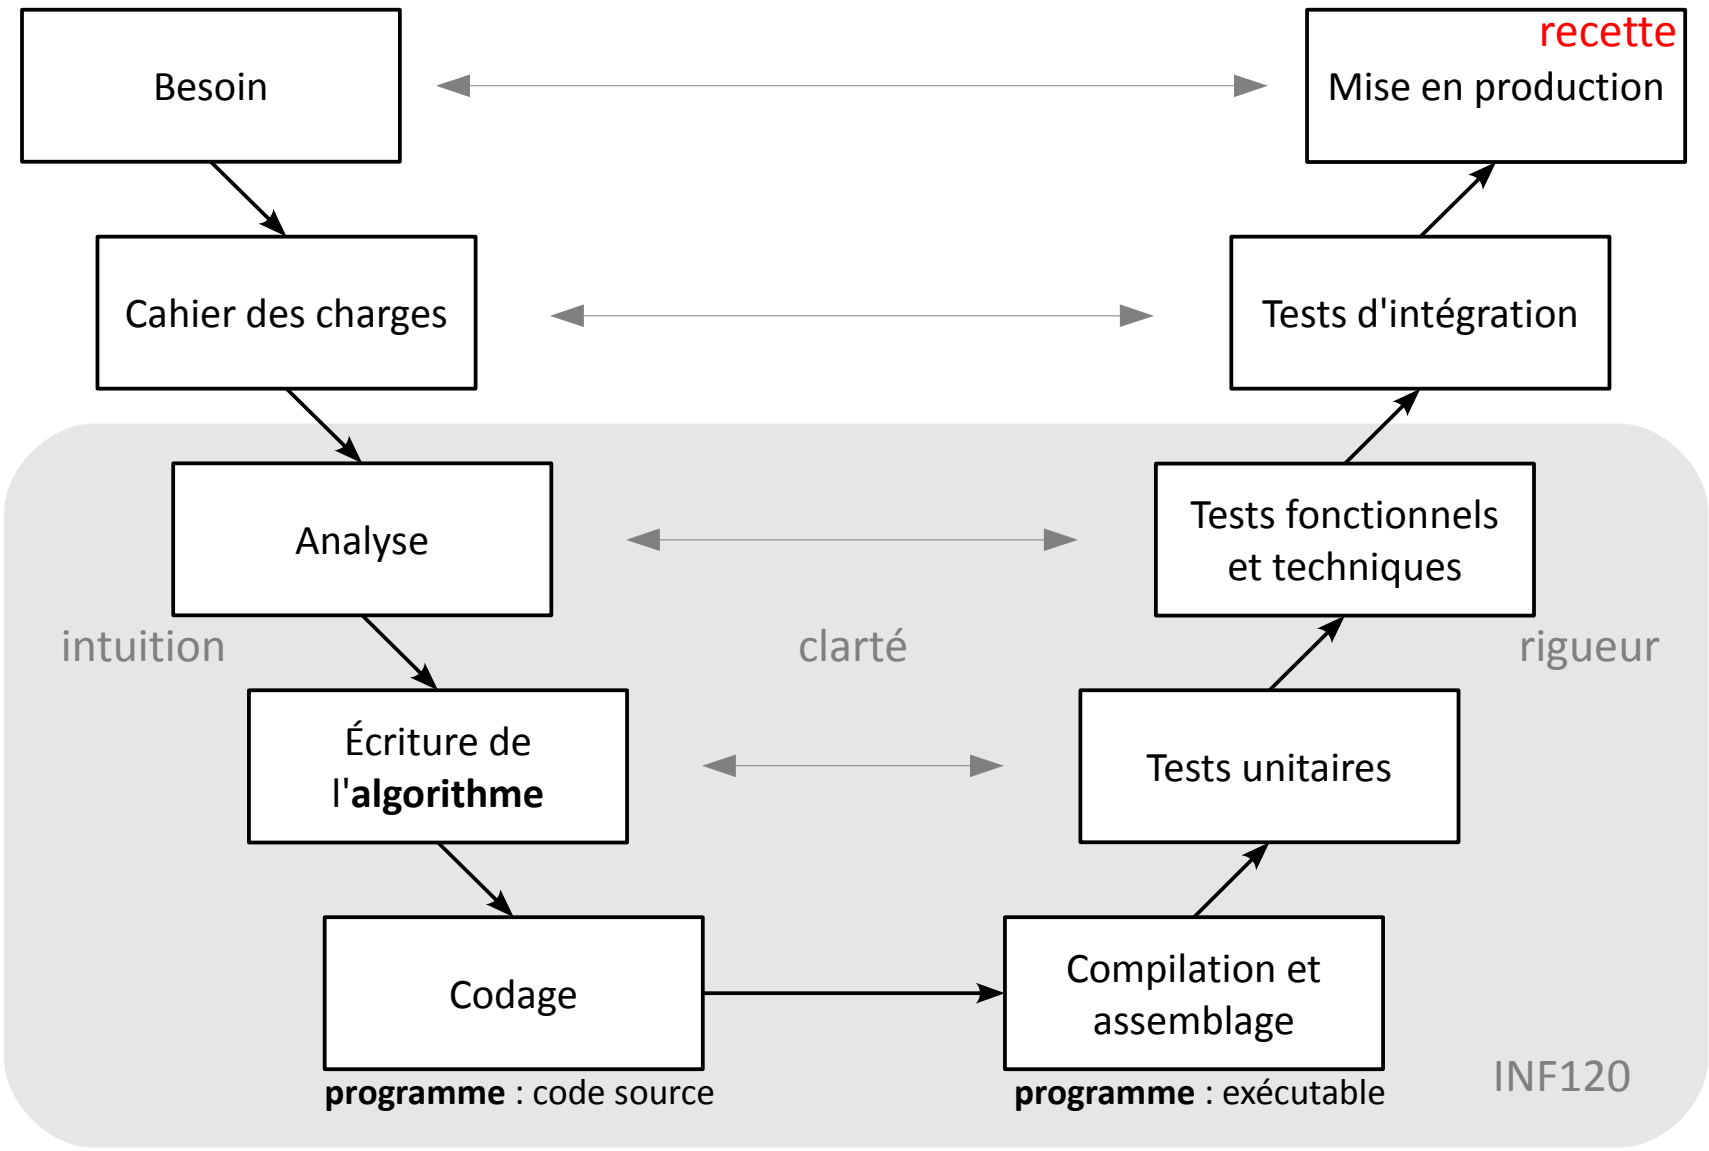 Besoin
recette
Mise en production
Cahier des charges
Tests d'intégration
Analyse
Tests fonctionnels
et techniques
intuition
clarté
rigueur
Écriture de
l'algorithme
Tests unitaires
Codage
Compilation et
assemblage
programme : code source
programme : exécutable
INF120